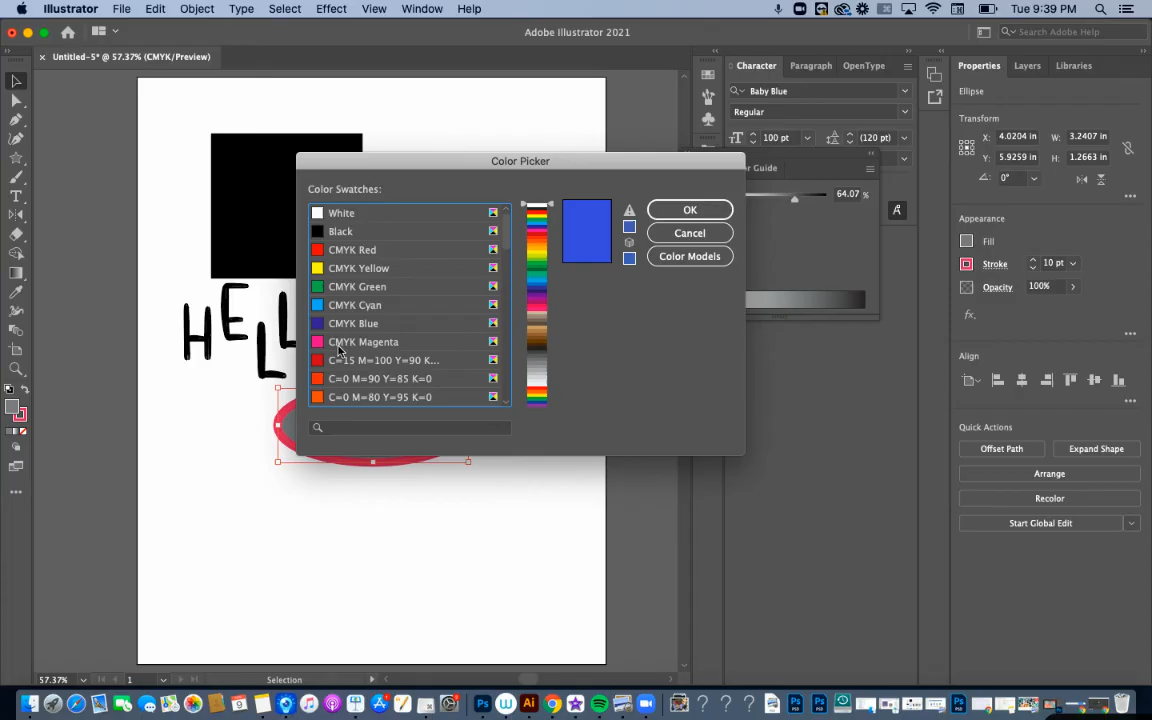 Illustrator File Edit Object Type Select Effect View Window Help Tue 9:39 PM
Adobe Illustrator 2021
Search Adobe Help
× Untitled-5* @ 57.37% (CMYK/Preview)
Character Paragraph OpenType
Baby Blue
Regular
100 pt (120 pt)
r Guide
64.07 %
HELL
Color Picker
Color Swatches:
White
Black
CMYK Red
CMYK Yellow
CMYK Green
CMYK Cyan
CMYK Blue
CMYK Magenta
C=15 M=100 Y=90 K...
C=0 M=90 Y=85 K=0
C=0 M=80 Y=95 K=0
OK
Cancel
Color Models
Properties Layers Libraries
Ellipse
Transform
X: 4.0204 in W: 3.2407 in
Y: 5.9259 in H: 1.2663 in
0°
Appearance
Fill
Stroke 10 pt
Opacity 100%
fx.
Align
Quick Actions
Offset Path Expand Shape
Arrange
Recolor
Start Global Edit
57.37% 1 Selection